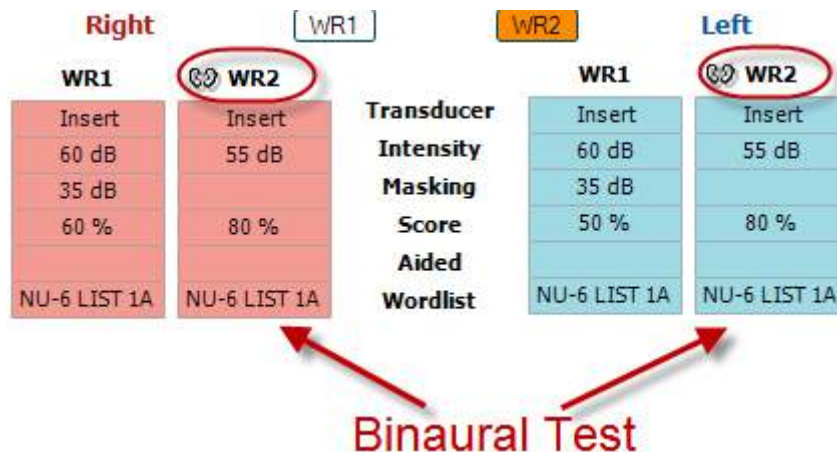 Right WR1 WR2 Left
WR1 WR2 WR1 WR2
Insert Insert Transducer Insert Insert
60 dB 55 dB Intensity 60 dB 55 dB
35 dB Masking 35 dB
60 % 80 % Score 50 % 80 %
Aided
NU-6 LIST 1A NU-6 LIST 1A Wordlist NU-6 LIST 1A NU-6 LIST 1A
Binaural Test